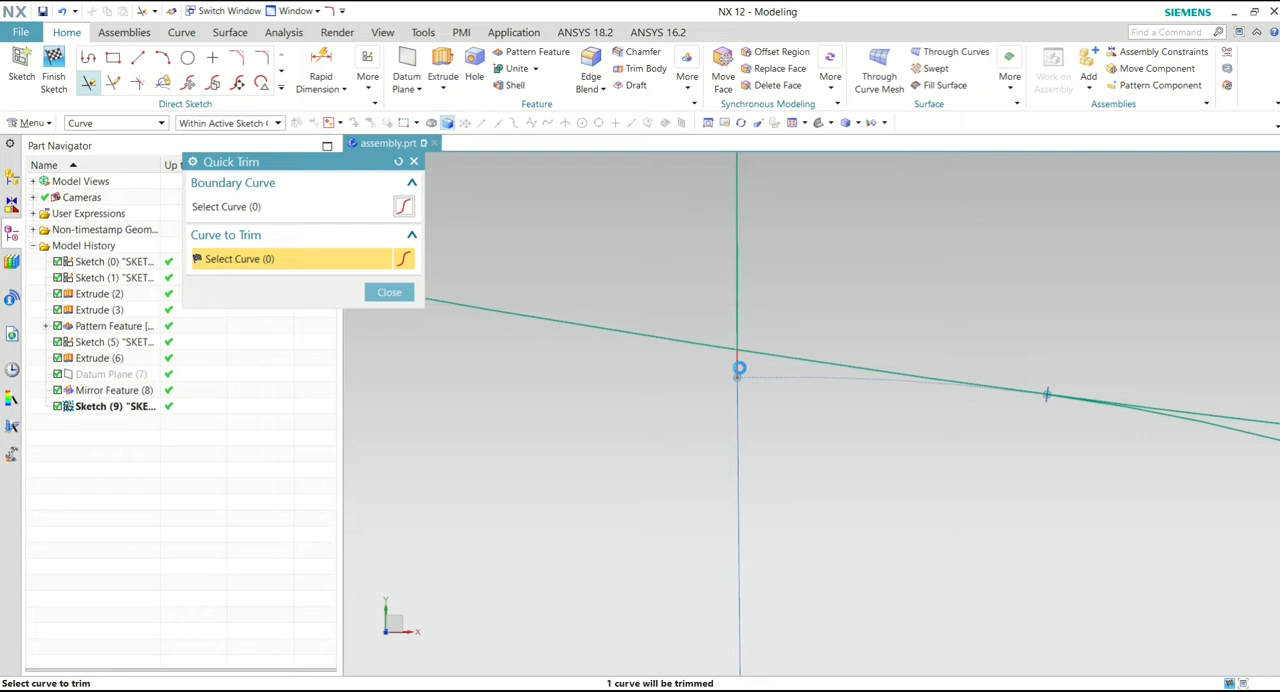 NX
Switch Window
Window
NX 12 - Modeling
SIEMENS
File
Home
Assemblies
Curve
Surface
Analysis
Render
View
Tools
PMI
Application
ANSYS 18.2
ANSYS 16.2
Find a Command
Sketch
Finish
Sketch
Direct Sketch
Rapid
Dimension
More
Datum
Plane
Extrude
Hole
Pattern Feature
Unite
Shell
Edge
Blend
Chamfer
Trim Body
Draft
More
Feature
Move
Face
Offset Region
Replace Face
Delete Face
More
Synchronous Modeling
Through
Curve Mesh
Through Curves
Swept
Fill Surface
More
Surface
Work on
Assembly
Add
Assembly Constraints
Move Component
Pattern Component
Assemblies
Menu
Curve
Within Active Sketch
Part Navigator
assembly.prt
Name
Up t
Model Views
Cameras
User Expressions
Non-timestamp Geom...
Model History
Sketch (0) "SKET...
Sketch (1) "SKET...
Extrude (2)
Extrude (3)
Pattern Feature [...
Sketch (5) "SKET...
Extrude (6)
Datum Plane (7)
Mirror Feature (8)
Sketch (9) "SKE...
Quick Trim
Boundary Curve
Select Curve (0)
Curve to Trim
Select Curve (0)
Close
Y
X
Select curve to trim
1 curve will be trimmed